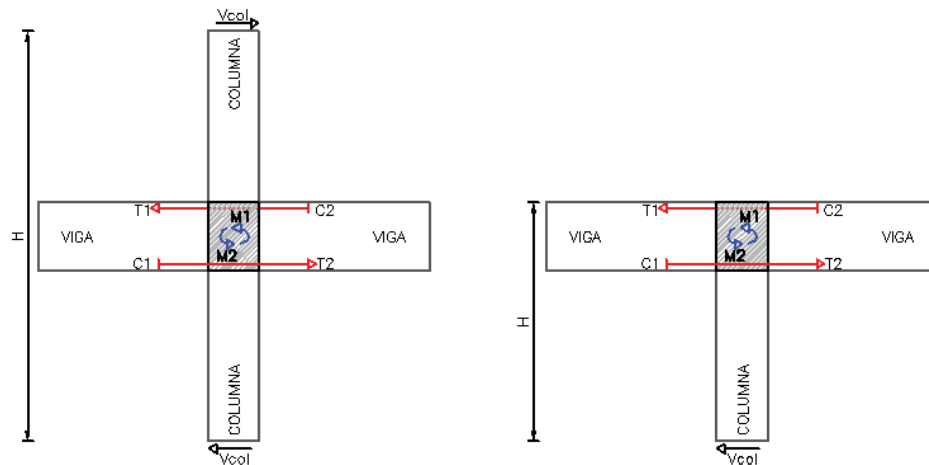 Vcol
COLUMNA
H
T1
C2
M1
VIGA
VIGA
M2
C1
T2
COLUMNA
Vcol
T1
C2
M1
VIGA
VIGA
M2
C1
T2
H
COLUMNA
Vcol